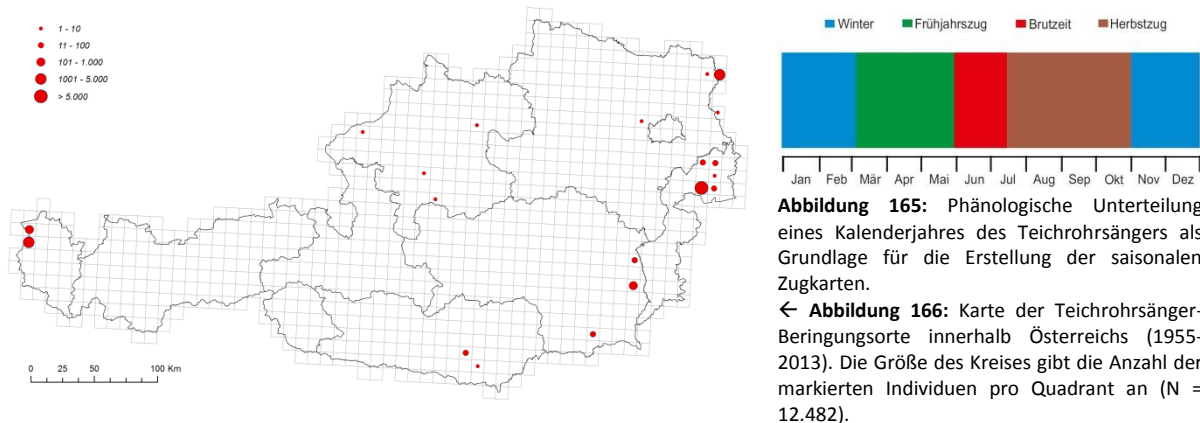 1 - 10
11 - 100
101 - 1.000
1001 - 5.000
> 5.000
0 25 50 100 Km
Winter Frühjahrszug Brutzeit Herbstzug
Jan Feb Mär Apr Mai Jun Jul Aug Sep Okt Nov Dez
Abbildung 165: Phänologische Unterteilung
eines Kalenderjahres des Teichrohrsängers als
Grundlage für die Erstellung der saisonalen
Zugkarten.
← Abbildung 166: Karte der Teichrohrsänger-
Beringungsorte innerhalb Österreichs (1955-
2013). Die Größe des Kreises gibt die Anzahl der
markierten Individuen pro Quadrant an (N =
12.482).